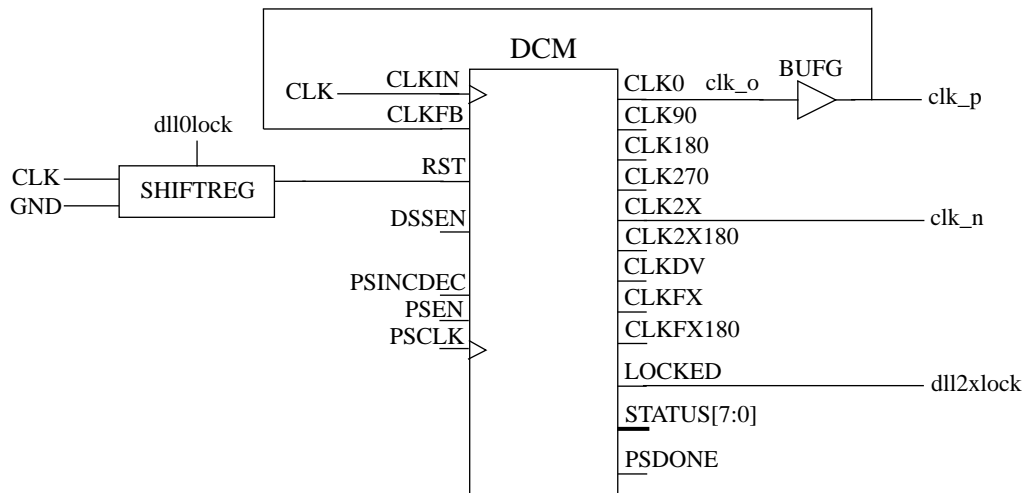 DCM
BUFG
CLKIN
CLK0
clk_o
CLK
clk_p
CLKFB
CLK90
dll0lock
CLK180
RST
CLK270
CLK
SHIFTREG
GND
CLK2X
DSSEN
clk_n
CLK2X180
CLKDV
PSINCDEC
CLKFX
PSEN
PSCLK
CLKFX180
LOCKED
dll2xlock
STATUS[7:0]
PSDONE